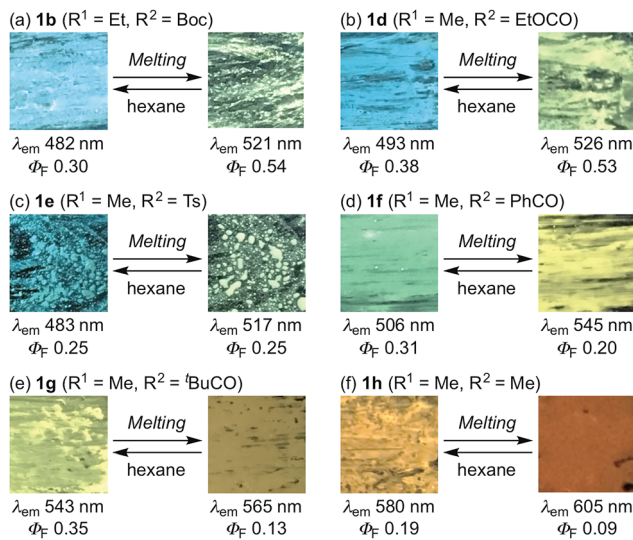 (a) 1b (R¹ = Et, R² = Boc)
Melting
hexane
λem 482 nm
ΦF 0.30
λem 521 nm
ΦF 0.54
(b) 1d (R¹ = Me, R² = EtOCO)
Melting
hexane
λem 493 nm
ΦF 0.38
λem 526 nm
ΦF 0.53
(c) 1e (R¹ = Me, R² = Ts)
Melting
hexane
λem 483 nm
ΦF 0.25
λem 517 nm
ΦF 0.25
(d) 1f (R¹ = Me, R² = PhCO)
Melting
hexane
λem 506 nm
ΦF 0.31
λem 545 nm
ΦF 0.20
(e) 1g (R¹ = Me, R² = ᵗBuCO)
Melting
hexane
λem 543 nm
ΦF 0.35
λem 565 nm
ΦF 0.13
(f) 1h (R¹ = Me, R² = Me)
Melting
hexane
λem 580 nm
ΦF 0.19
λem 605 nm
ΦF 0.09